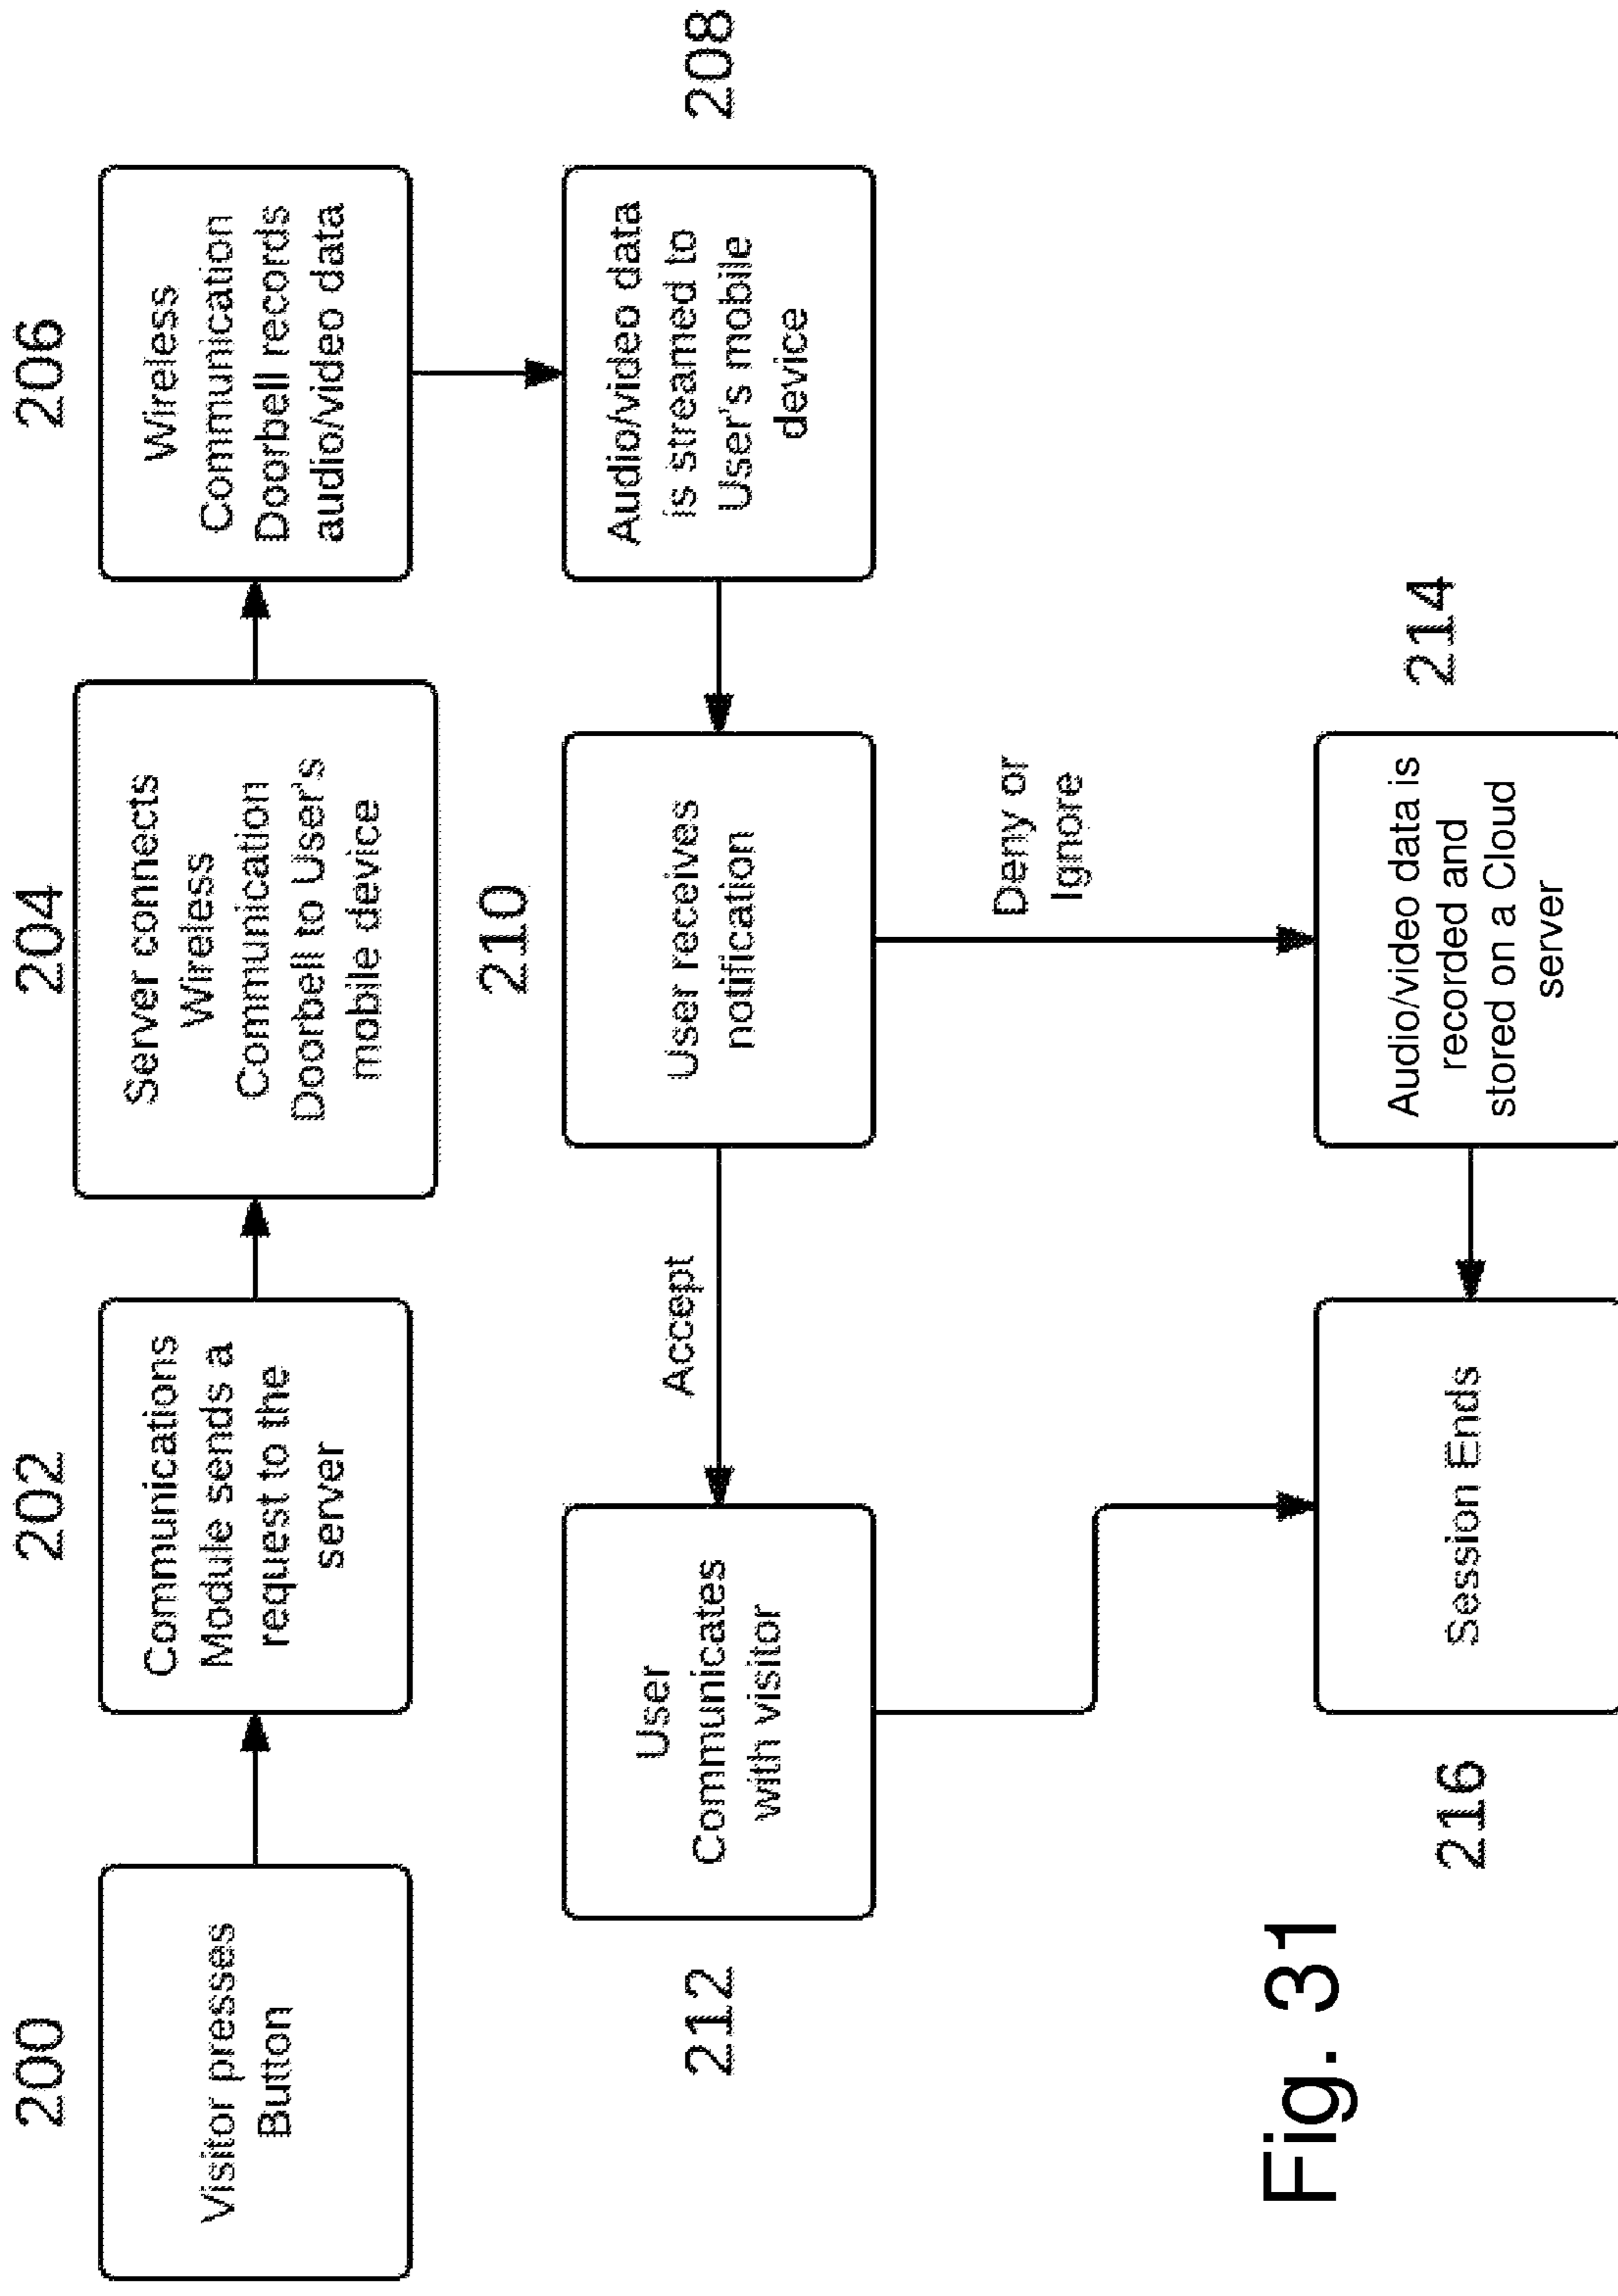 200
Visitor presses
Button
202
Communications
Module sends a
request to the
server
204
Server connects
Wireless
Communication
Doorbell to User's
mobile device
206
Wireless
Communication
Doorbell records
audio/video data
208
Audio/video data
is streamed to
User's mobile
device
210
User receives
notification
Accept
212
User
Communicates
with visitor
Deny or
Ignore
214
Audio/video data is
recorded and
stored on a Cloud
server
216
Session Ends
Fig. 31